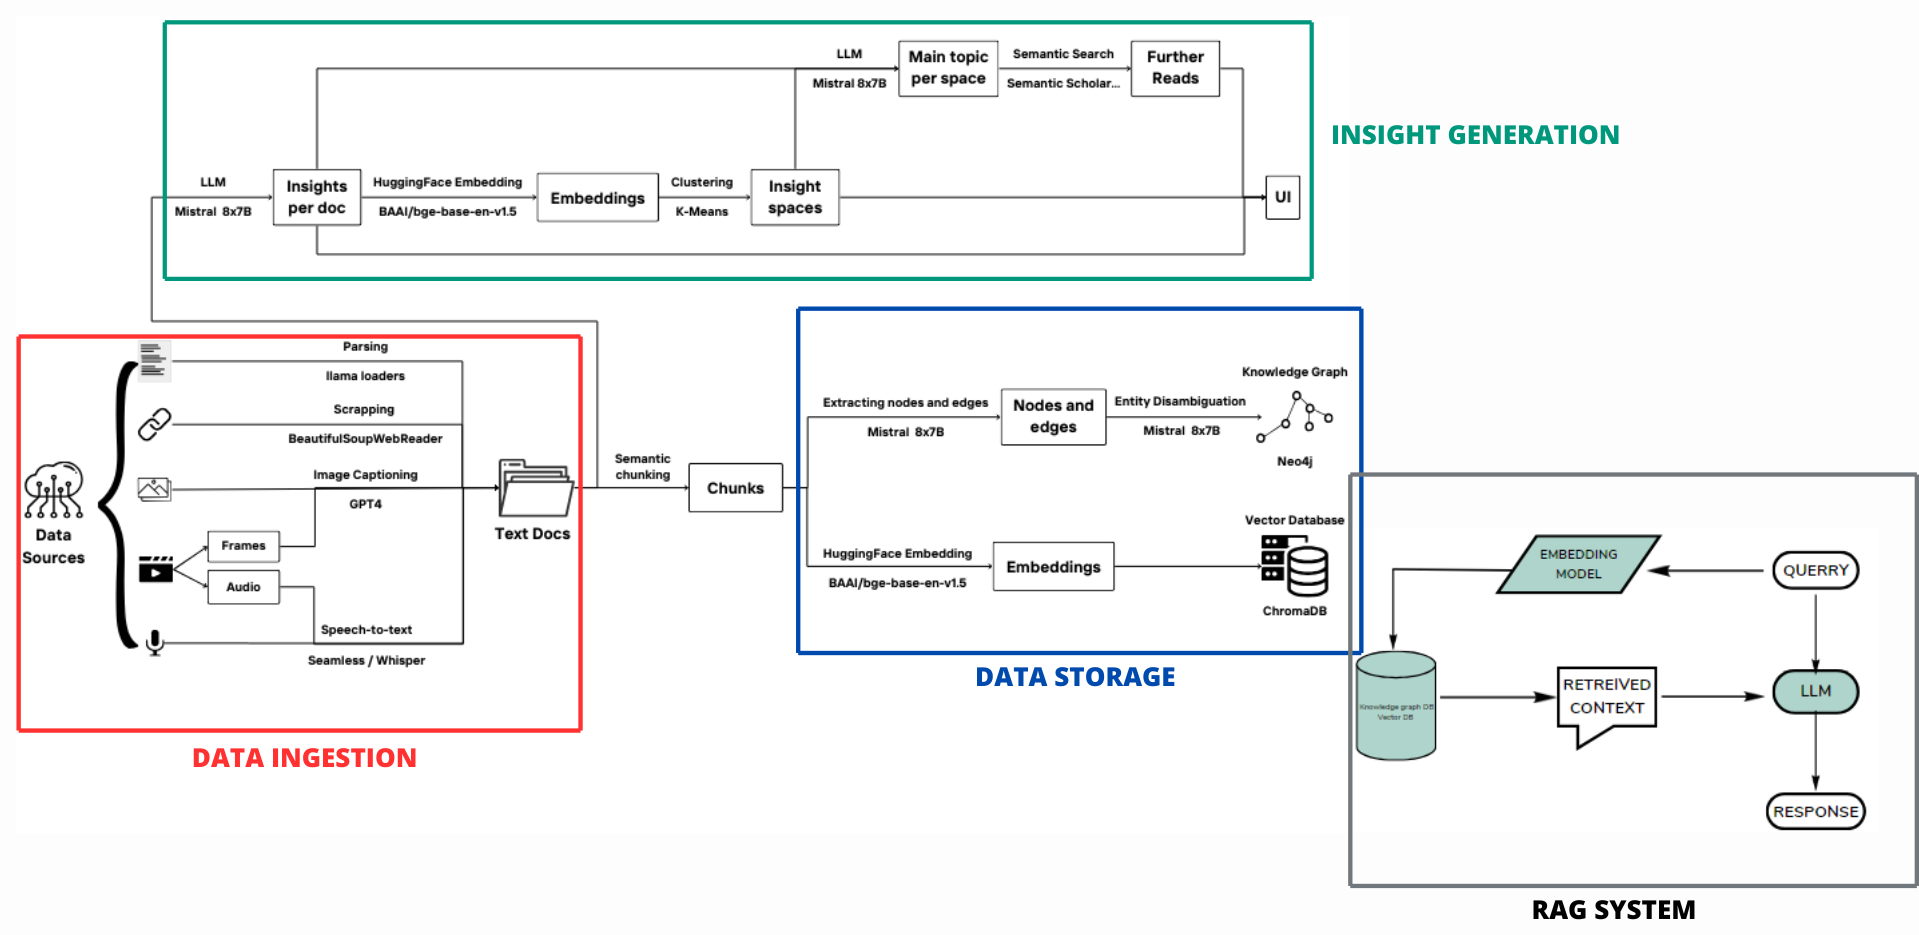 LLM
Mistral 8x7B
Main topic
per space
Semantic Search
Semantic Scholar...
Further
Reads
INSIGHT GENERATION
LLM
Mistral 8x7B
Insights
per doc
HuggingFace Embedding
BAAI/bge-base-en-v1.5
Embeddings
Clustering
K-Means
Insight
spaces
UI
Parsing
llama loaders
Scrapping
BeautifulSoupWebReader
Image Captioning
GPT4
Data
Sources
Frames
Audio
Speech-to-text
Seamless / Whisper
Text Docs
DATA INGESTION
Semantic
chunking
Chunks
Extracting nodes and edges
Mistral 8x7B
Nodes and
edges
Entity Disambiguation
Mistral 8x7B
Knowledge Graph
Neo4j
HuggingFace Embedding
BAAI/bge-base-en-v1.5
Embeddings
Vector Database
ChromaDB
DATA STORAGE
EMBEDDING
MODEL
QUERRY
Knowledge graph DB
Vector DB
RETREIVED
CONTEXT
LLM
RESPONSE
RAG SYSTEM